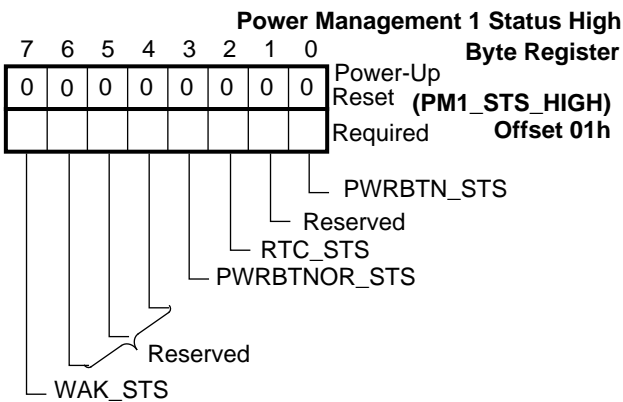 Power Management 1 Status High
Byte Register
(PM1_STS_HIGH)
Offset 01h
7 6 5 4 3 2 1 0
0 0 0 0 0 0 0 0
Power-Up
Reset
Required
PWRBTN_STS
Reserved
RTC_STS
PWRBTNOR_STS
Reserved
WAK_STS